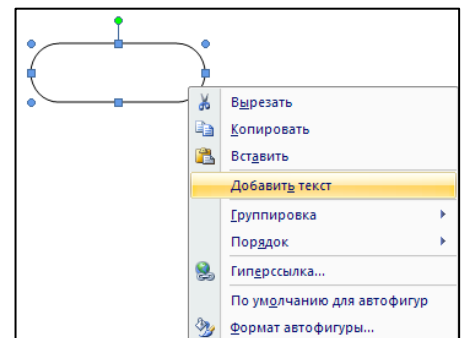 Вырезать
Копировать
Вставить
Добавить текст
Группировка
Порядок
Гиперссылка...
По умолчанию для автофигур
Формат автофигуры...